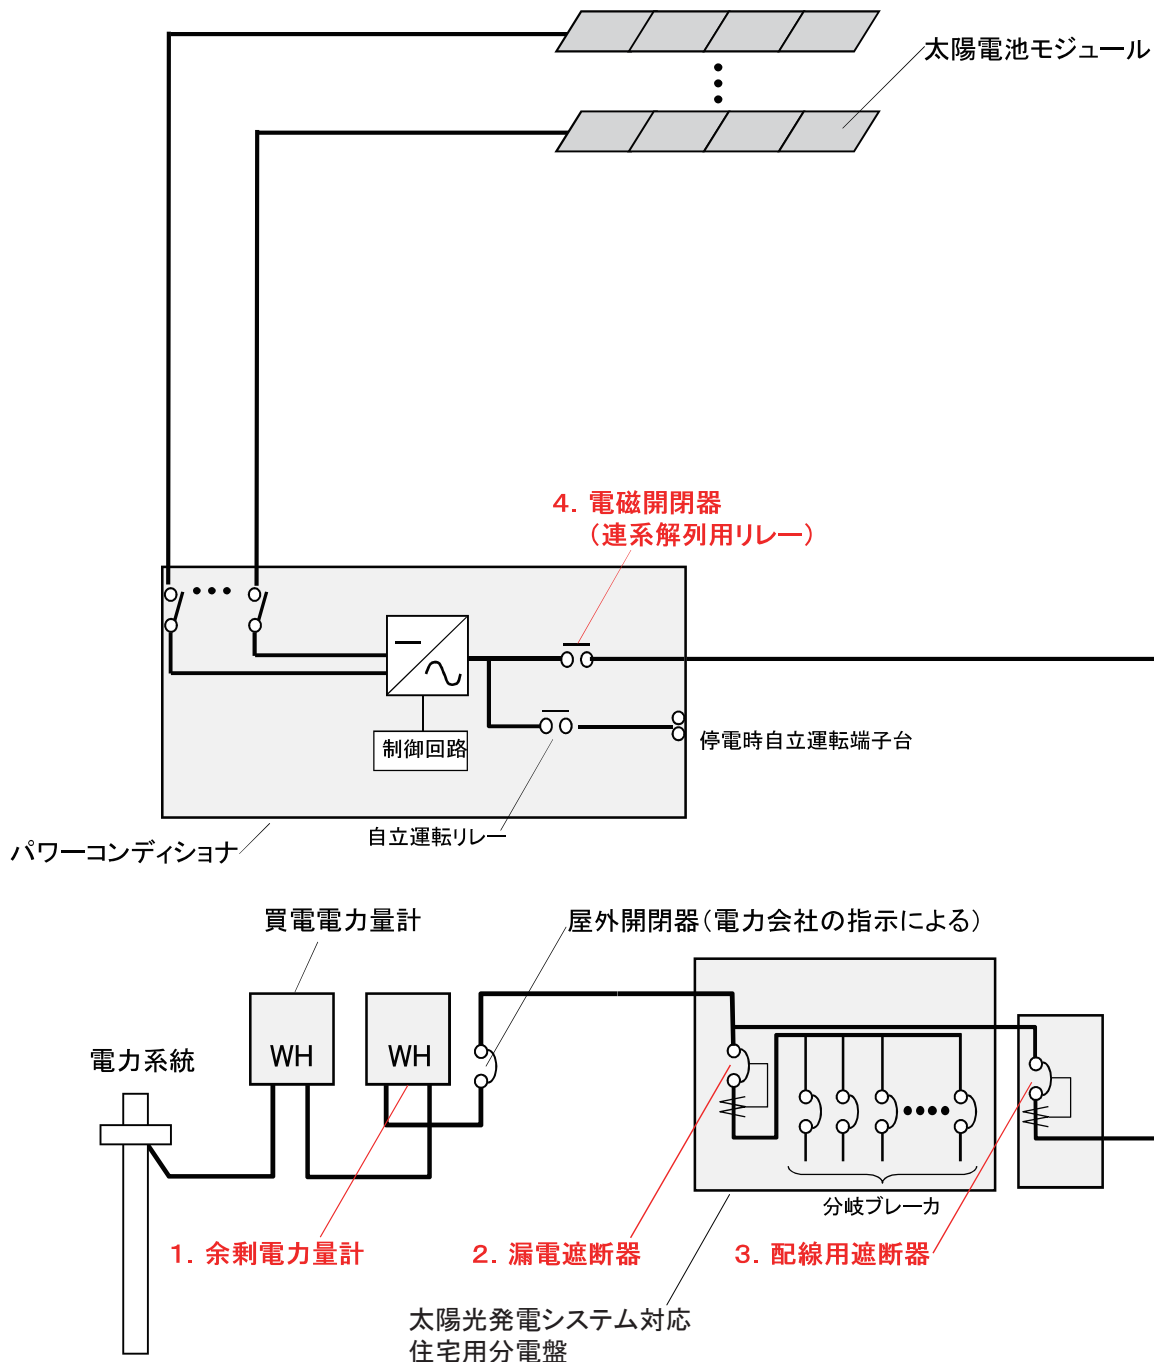 太陽電池モジュール
4. 電磁開閉器
(連系解列用リレー)
制御回路
停電時自立運転端子台
自立運転リレー
パワーコンディショナ
買電電力量計
屋外開閉器(電力会社の指示による)
WH
WH
電力系統
分岐ブレーカ
1. 余剰電力量計
2. 漏電遮断器
3. 配線用遮断器
太陽光発電システム対応
住宅用分電盤